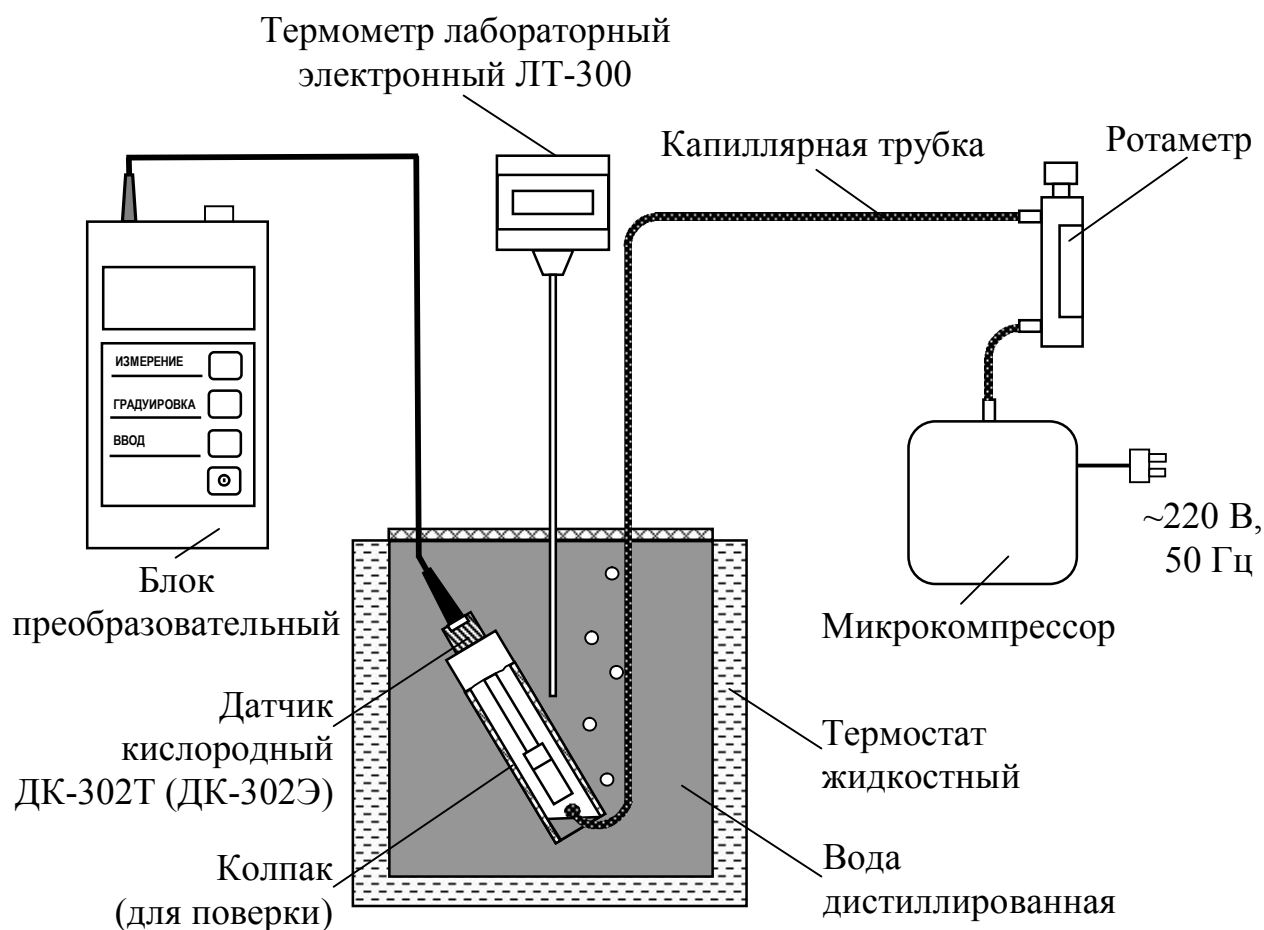 Термометр лабораторный
электронный ЛТ-300
Капиллярная трубка
Ротаметр
ИЗМЕРЕНИЕ
ГРАДУИРОВКА
ВВОД
~220 В,
50 Гц
Блок
преобразовательный
Микрокомпрессор
Датчик
кислородный
ДК-302Т (ДК-302Э)
Термостат
жидкостный
Колпак
(для поверки)
Вода
дистиллированная